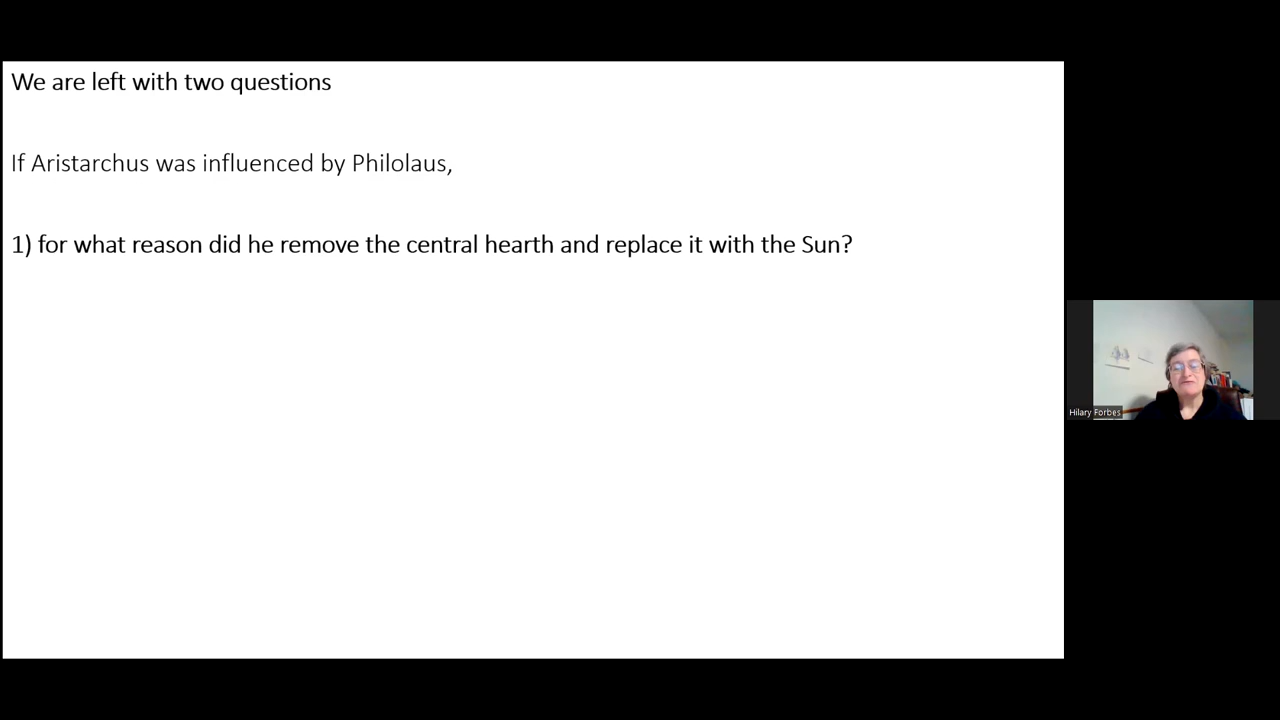 We are left with two questions
If Aristarchus was influenced by Philolaus,
1) for what reason did he remove the central hearth and replace it with the Sun?
Hilary Forbes